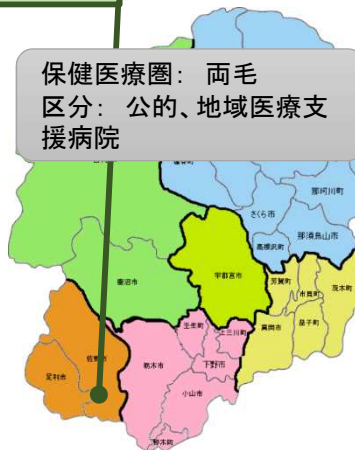 保健医療圏： 両毛
区分： 公的、地域医療支
援病院
那珂川町
さくら市
那須烏山市
高根沢町
宇都宮市
芳賀町
市貝町
茂木町
鹿沼市
真岡市
益子町
壬生町
上三川町
佐野市
栃木市
下野市
足利市
小山市
野木町